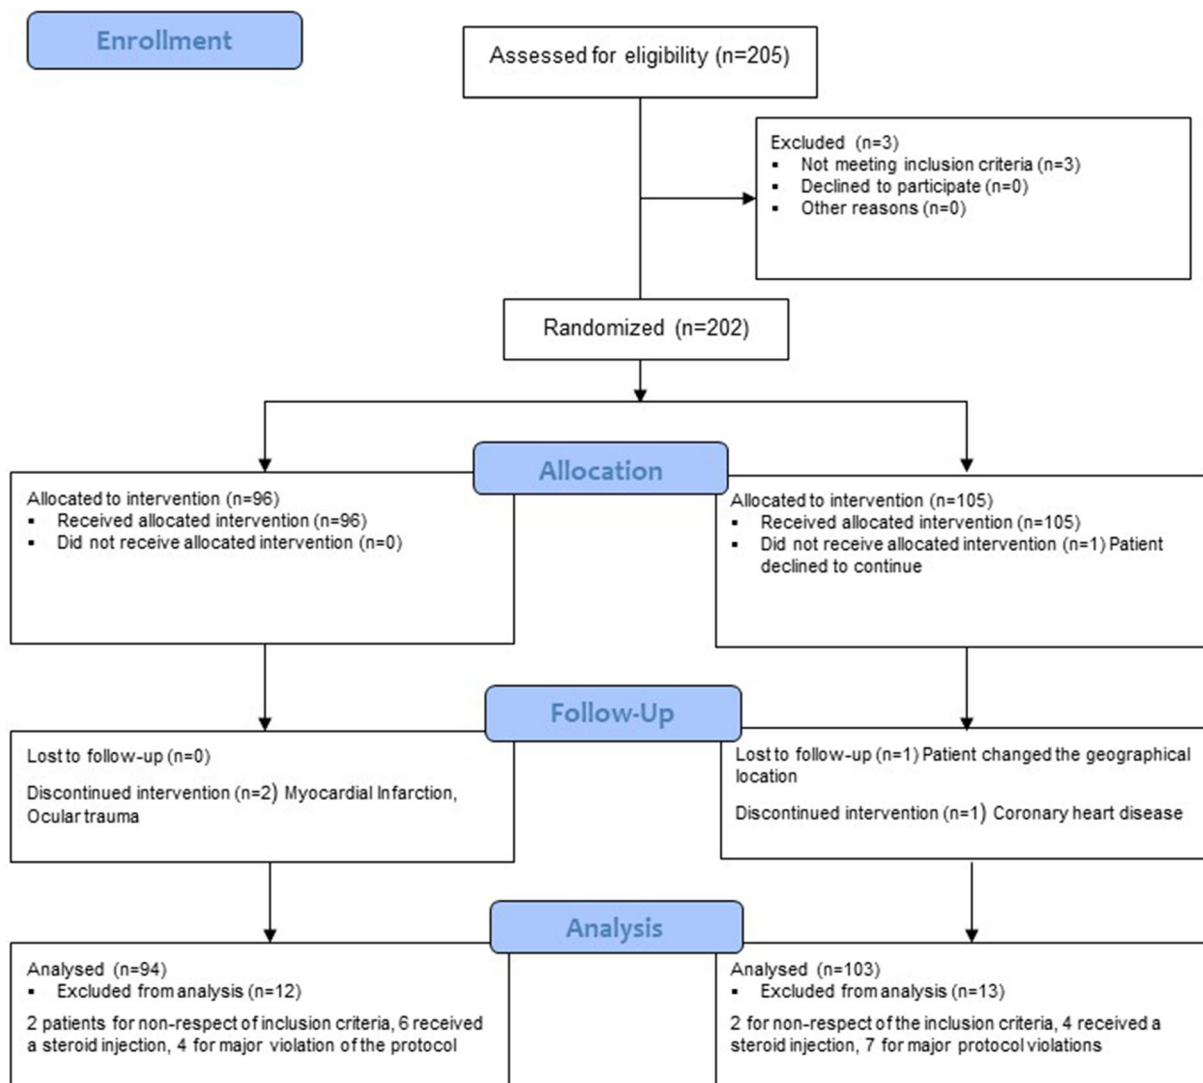 Enrollment
Assessed for eligibility (n=205)
Excluded (n=3)
▪ Not meeting inclusion criteria (n=3)
▪ Declined to participate (n=0)
▪ Other reasons (n=0)
Randomized (n=202)
Allocation
Allocated to intervention (n=96)
▪ Received allocated intervention (n=96)
▪ Did not receive allocated intervention (n=0)
Allocated to intervention (n=105)
▪ Received allocated intervention (n=105)
▪ Did not receive allocated intervention (n=1) Patient
declined to continue
Follow-Up
Lost to follow-up (n=0)
Discontinued intervention (n=2) Myocardial Infarction,
Ocular trauma
Lost to follow-up (n=1) Patient changed the geographical
location
Discontinued intervention (n=1) Coronary heart disease
Analysis
Analysed (n=94)
▪ Excluded from analysis (n=12)
2 patients for non-respect of inclusion criteria, 6 received
a steroid injection, 4 for major violation of the protocol
Analysed (n=103)
▪ Excluded from analysis (n=13)
2 for non-respect of the inclusion criteria, 4 received a
steroid injection, 7 for major protocol violations